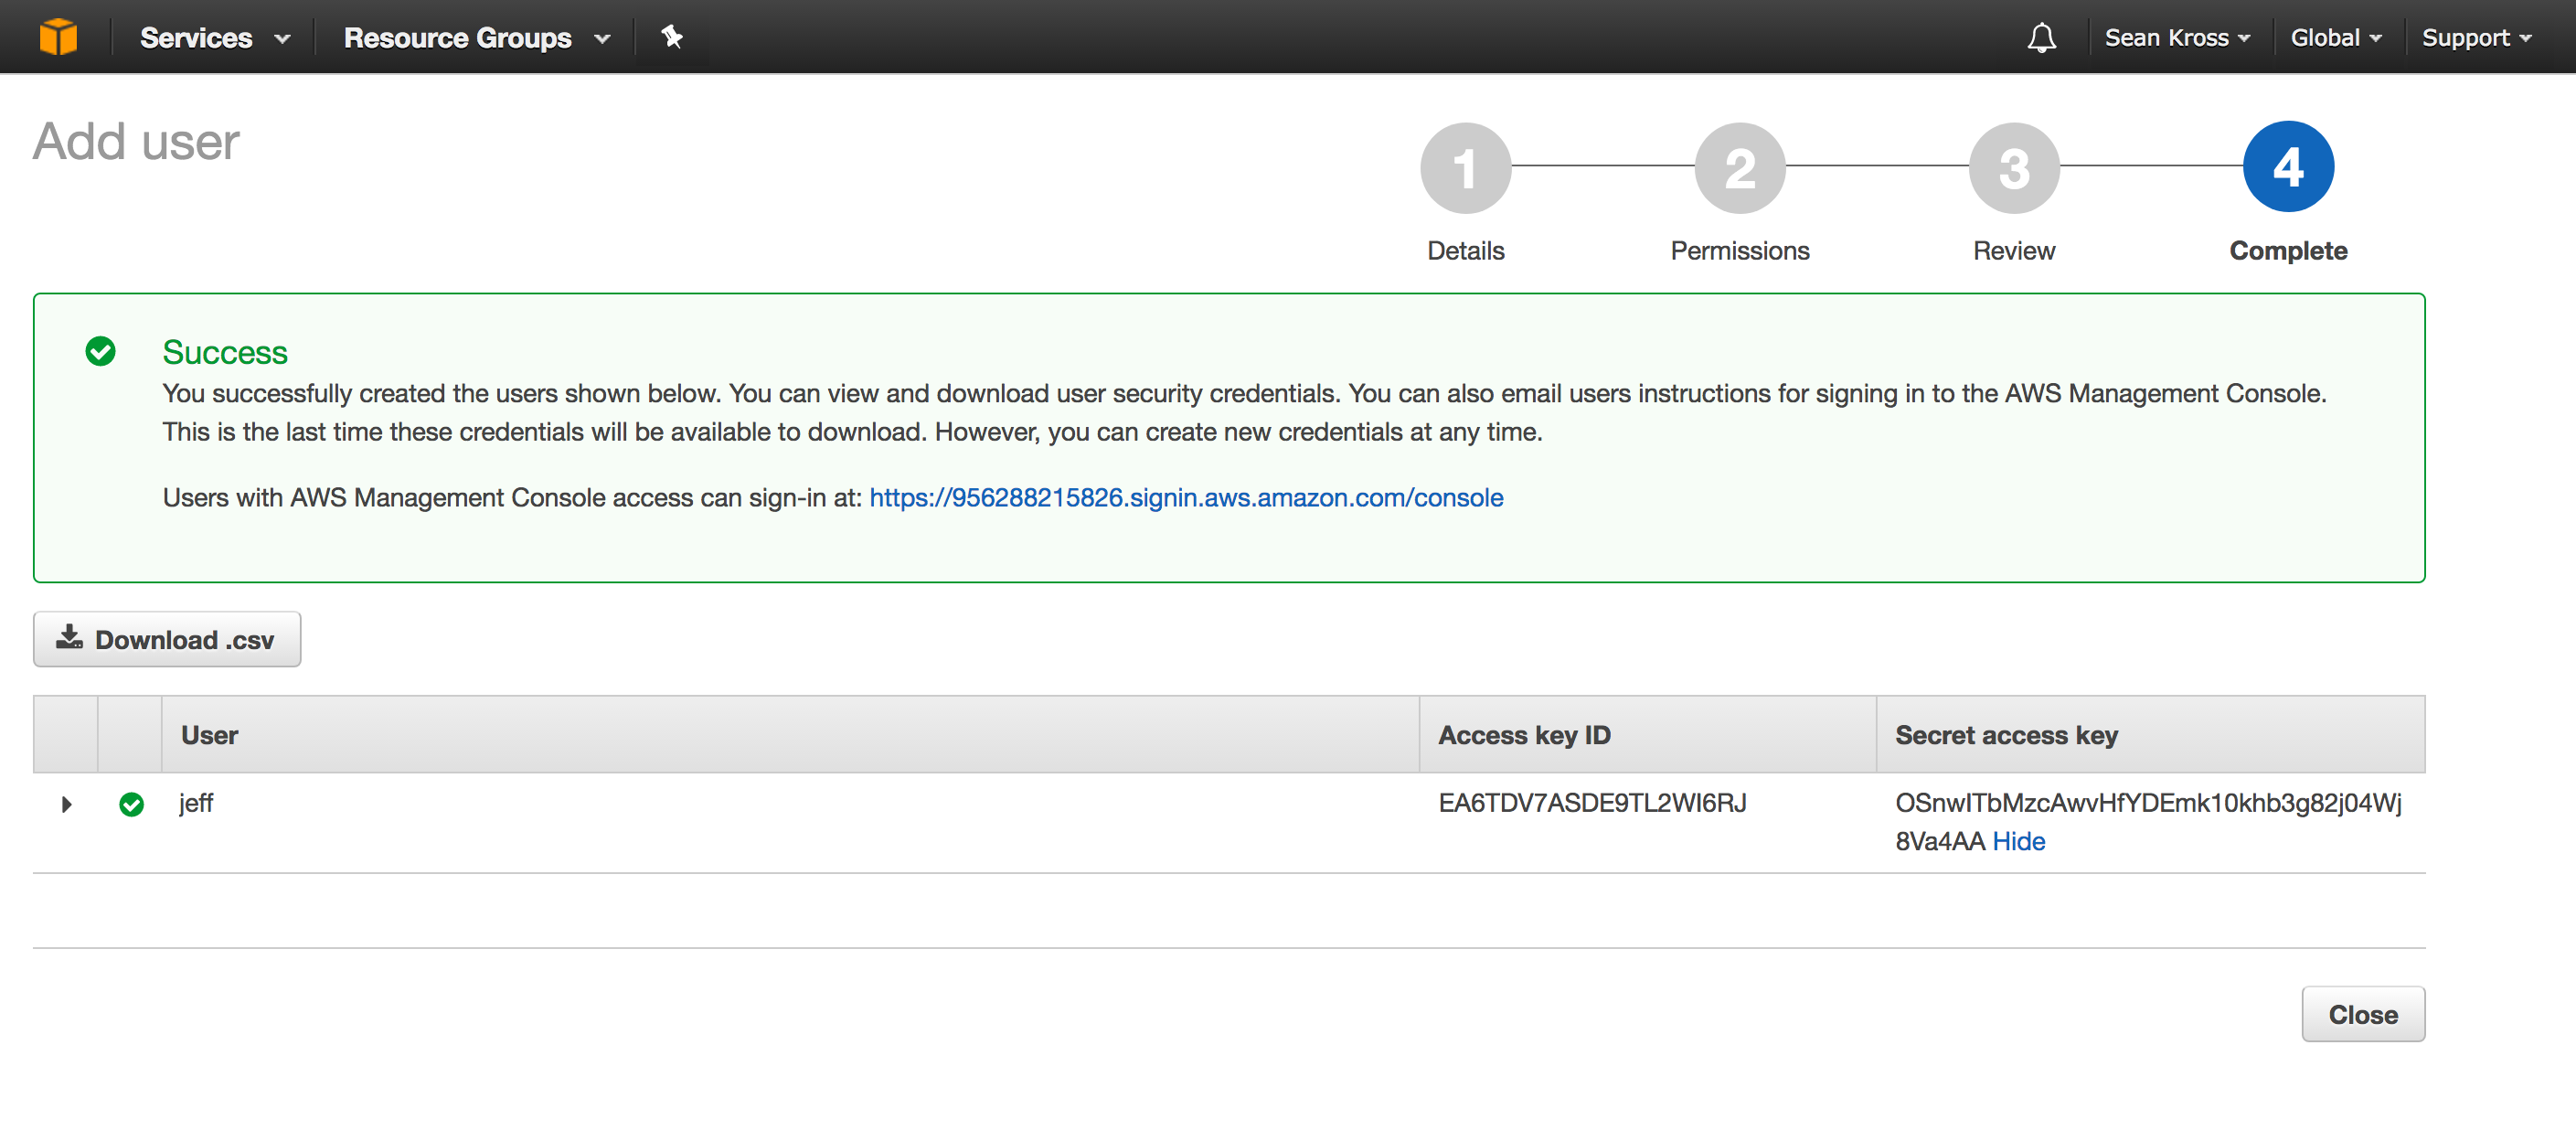 Services
Resource Groups
Sean Kross
Global
Support
Add user
1
2
3
4
Details
Permissions
Review
Complete
Success
You successfully created the users shown below. You can view and download user security credentials. You can also email users instructions for signing in to the AWS Management Console.
This is the last time these credentials will be available to download. However, you can create new credentials at any time.
Users with AWS Management Console access can sign-in at: https://956288215826.signin.aws.amazon.com/console
Download .csv
User
Access key ID
Secret access key
jeff
EA6TDV7ASDE9TL2WI6RJ
OSnwITbMzcAwvHfYDEmk10khb3g82j04Wj
8Va4AA Hide
Close